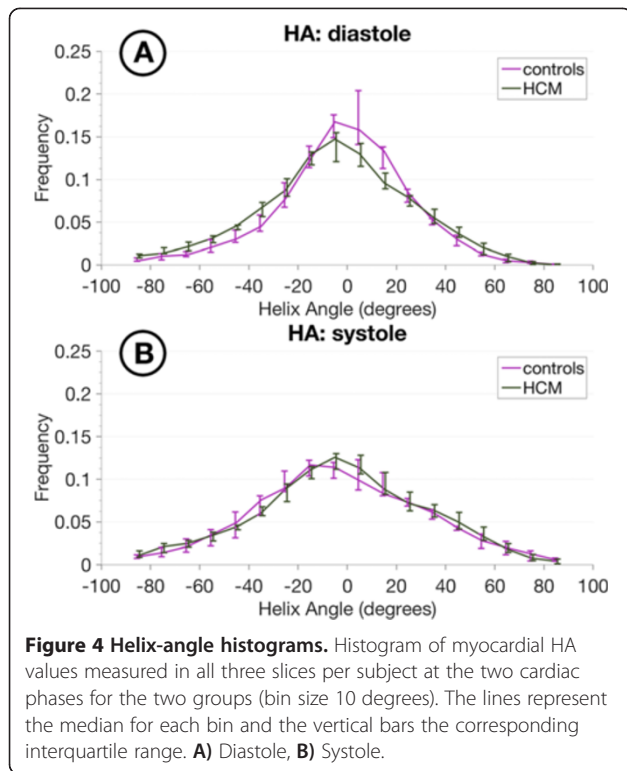 HA: diastole
A
controls
HCM
0.25
0.2
0.15
0.1
0.05
0
Frequency
-100 -80 -60 -40 -20 0 20 40 60 80 100
Helix Angle (degrees)
HA: systole
B
controls
HCM
0.25
0.2
0.15
0.1
0.05
0
Frequency
-100 -80 -60 -40 -20 0 20 40 60 80 100
Helix Angle (degrees)
Figure 4 Helix-angle histograms. Histogram of myocardial HA
values measured in all three slices per subject at the two cardiac
phases for the two groups (bin size 10 degrees). The lines represent
the median for each bin and the vertical bars the corresponding
interquartile range. A) Diastole, B) Systole.